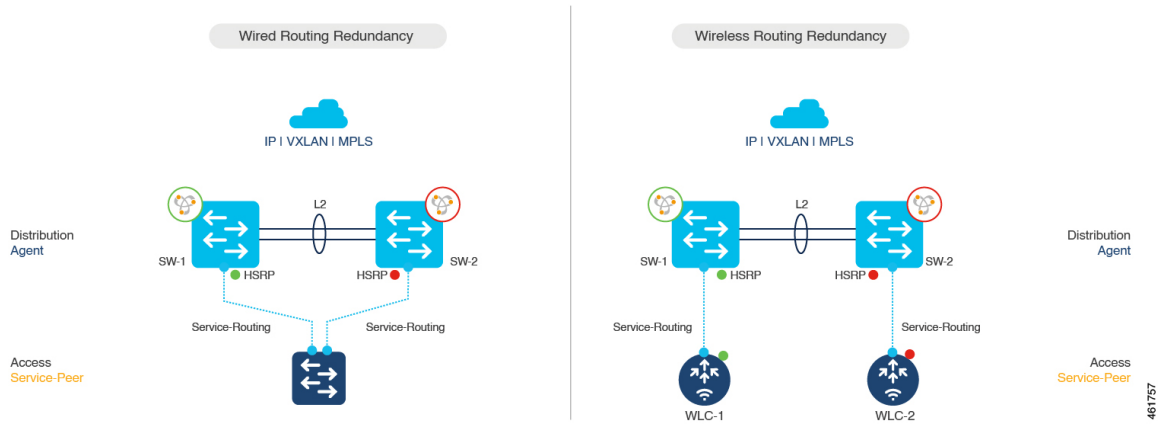 Wired Routing Redundancy
IP | VXLAN | MPLS
L2
Distribution
Agent
SW-1
SW-2
HSRP
HSRP
Service-Routing
Service-Routing
Access
Service-Peer
Wireless Routing Redundancy
IP | VXLAN | MPLS
L2
Distribution
Agent
SW-1
SW-2
HSRP
HSRP
Service-Routing
Service-Routing
Access
Service-Peer
WLC-1
WLC-2
461757